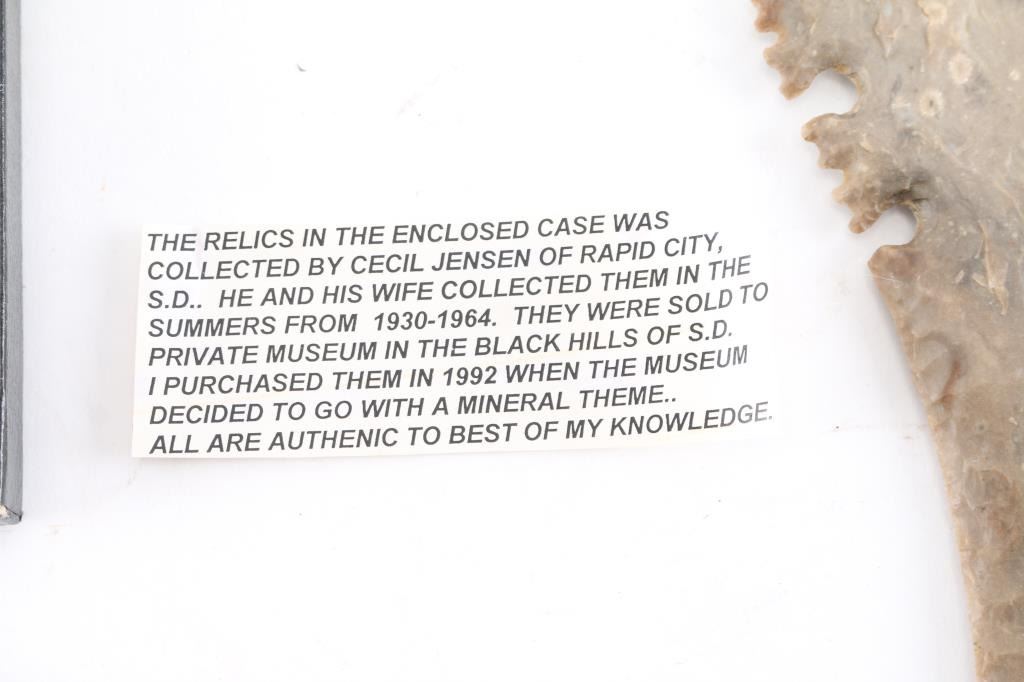 THE RELICS IN THE ENCLOSED CASE WAS
COLLECTED BY CECIL JENSEN OF RAPID CITY,
S.D.. HE AND HIS WIFE COLLECTED THEM IN THE
SUMMERS FROM 1930-1964. THEY WERE SOLD TO
PRIVATE MUSEUM IN THE BLACK HILLS OF S.D.
I PURCHASED THEM IN 1992 WHEN THE MUSEUM
DECIDED TO GO WITH A MINERAL THEME..
ALL ARE AUTHENIC TO BEST OF MY KNOWLEDGE.